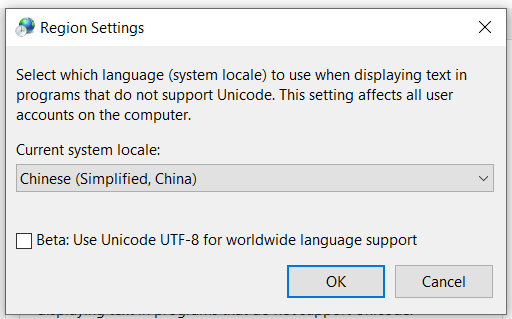 Region Settings
Select which language (system locale) to use when displaying text in
programs that do not support Unicode. This setting affects all user
accounts on the computer.
Current system locale:
Chinese (Simplified, China)
Beta: Use Unicode UTF-8 for worldwide language support
OK Cancel
displaying text in programs that do not support Unicode.